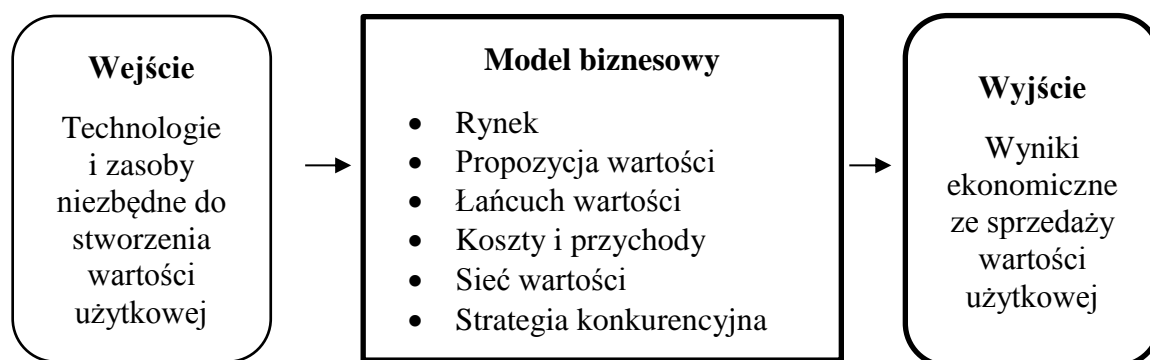 Wejście
Technologie
i zasoby
niezbędne do
stworzenia
wartości
użytkowej
Model biznesowy
• Rynek
• Propozycja wartości
• Łańcuch wartości
• Koszty i przychody
• Sieć wartości
• Strategia konkurencyjna
Wyjście
Wyniki
ekonomiczne
ze sprzedaży
wartości
użytkowej